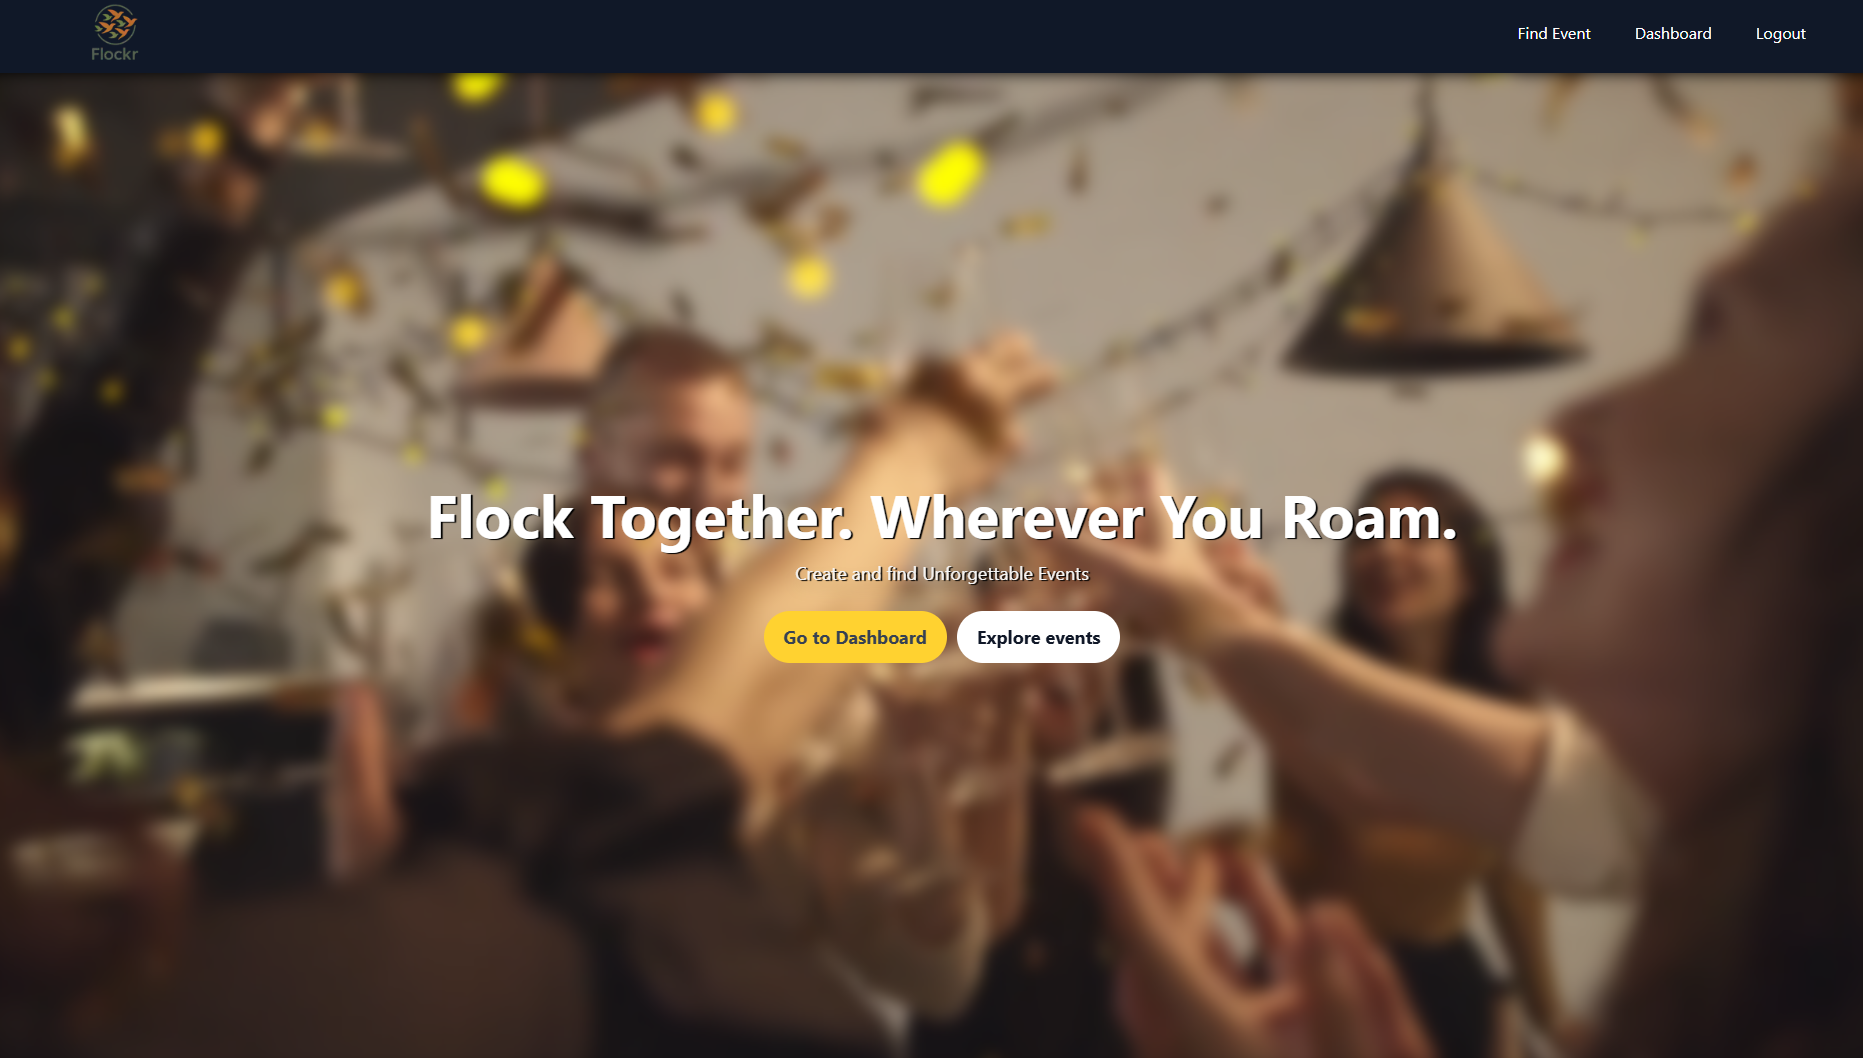 Flockr
Find Event
Dashboard
Logout
Flock Together. Wherever You Roam.
Create and find Unforgettable Events
Go to Dashboard
Explore events